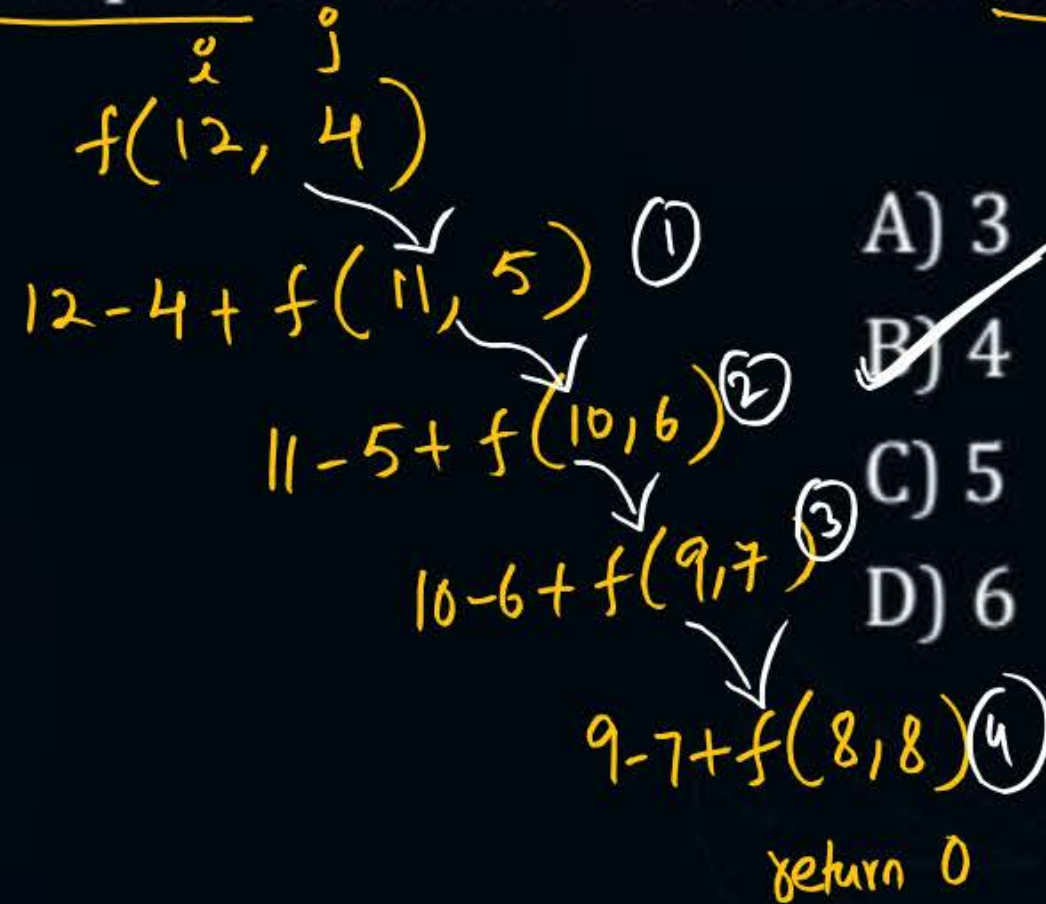 i j
f(12, 4)
12-4+ f(11, 5) ①
11-5+ f(10,6) ②
10-6+f(9,7) ③
9-7+f(8,8) ④
return 0
A) 3
B) 4
C) 5
D) 6